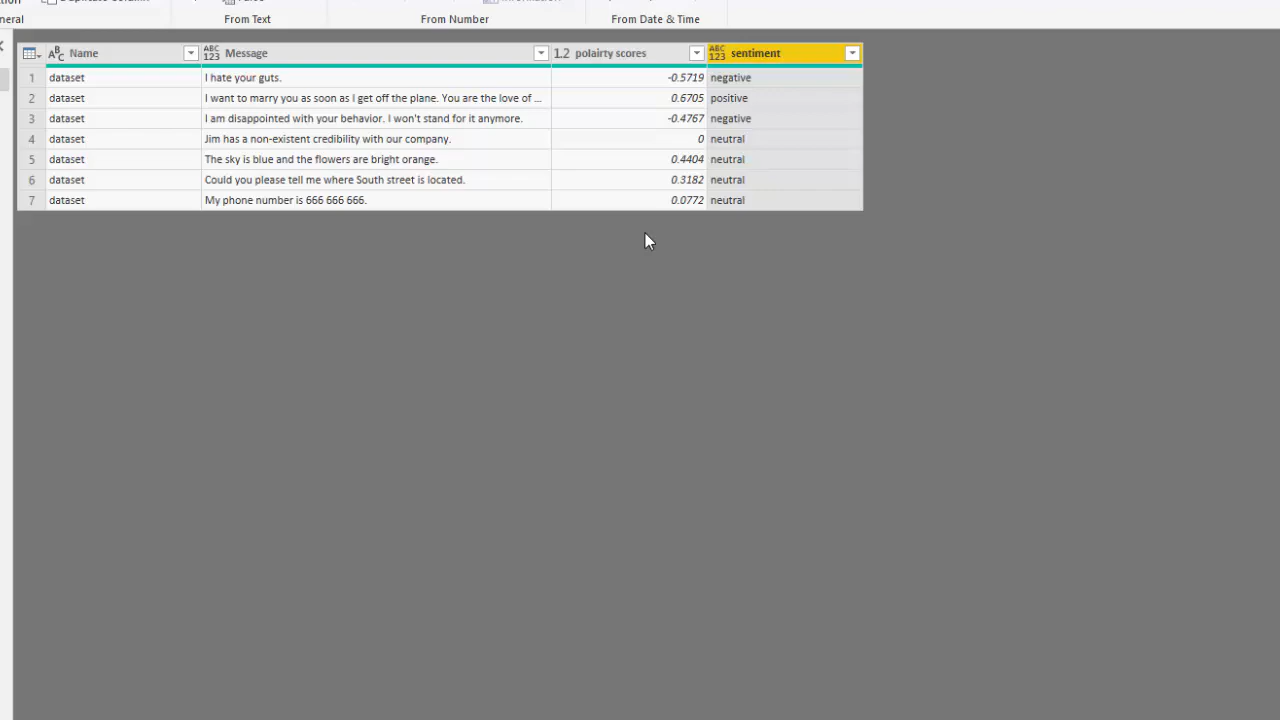 From Text
From Number
From Date & Time
Name Message 1.2 polairty scores sentiment
1 dataset I hate your guts. -0.5719 negative
2 dataset I want to marry you as soon as I get off the plane. You are the love of ... 0.6705 positive
3 dataset I am disappointed with your behavior. I won't stand for it anymore. -0.4767 negative
4 dataset Jim has a non-existent credibility with our company. 0 neutral
5 dataset The sky is blue and the flowers are bright orange. 0.4404 neutral
6 dataset Could you please tell me where South street is located. 0.3182 neutral
7 dataset My phone number is 666 666 666. 0.0772 neutral